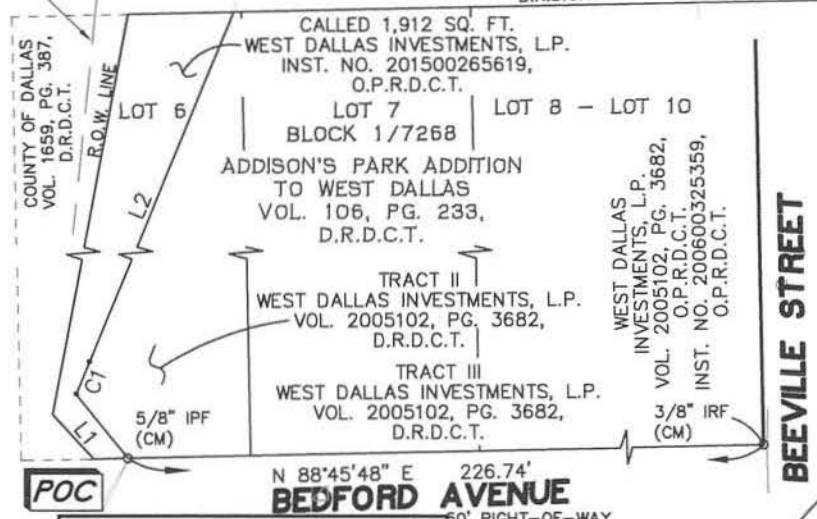 CALLED 1,912 SQ. FT.
WEST DALLAS INVESTMENTS, L.P.
INST. NO. 201500265619,
O.P.R.D.C.T.
COUNTY OF DALLAS
VOL. 1659, PG. 387,
D.R.D.C.T.
R.O.W. LINE
LOT 6
LOT 7
BLOCK 1/7268
LOT 8 – LOT 10
ADDISON'S PARK ADDITION
TO WEST DALLAS
VOL. 106, PG. 233,
D.R.D.C.T.
L2
TRACT II
WEST DALLAS INVESTMENTS, L.P.
VOL. 2005102, PG. 3682,
D.R.D.C.T.
TRACT III
WEST DALLAS INVESTMENTS, L.P.
VOL. 2005102, PG. 3682,
D.R.D.C.T.
WEST DALLAS
INVESTMENTS, L.P.
VOL. 2005102, PG. 3682,
O.P.R.D.C.T.
INST. NO. 200600325359,
O.P.R.D.C.T.
BEEVILLE STREET
C1
L1
5/8" IPF
(CM)
3/8" IRF
(CM)
POC
N 88°45'48" E 226.74'
BEDFORD AVENUE
50' RIGHT-OF-WAY